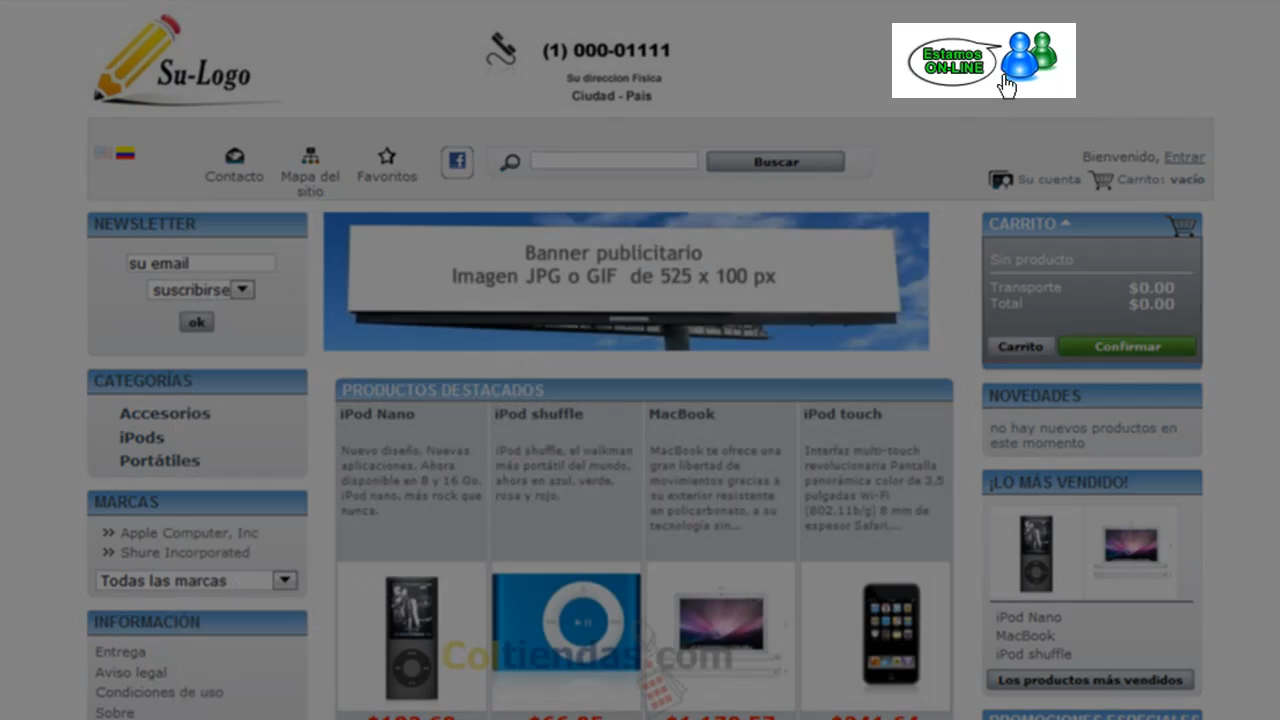 Su-Logo
(1) 000-01111
Su direccion Fisica
Ciudad - Pais
Estamos
ON-LINE
Contacto
Mapa del
sitio
Favoritos
Buscar
Bienvenido, Entrar
Su cuenta
Carrito: vacío
NEWSLETTER
su email
suscribirse
ok
Banner publicitario
Imagen JPG o GIF de 525 x 100 px
CARRITO
Sin producto
Transporte $0.00
Total $0.00
Carrito
Confirmar
CATEGORÍAS
Accesorios
iPods
Portátiles
PRODUCTOS DESTACADOS
iPod Nano
Nuevo diseño. Nuevas
aplicaciones. Ahora
disponible en 8 y 16 Go.
iPod nano, más rock que
nunca.
iPod shuffle
iPod shuffle, el walkman
más portátil del mundo,
ahora en azul, verde,
rosa y rojo.
MacBook
MacBook te ofrece una
gran libertad de
movimientos gracias a
su exterior resistente
en policarbonato, a su
tecnología sin...
iPod touch
Interfaz multi-touch
revolucionaria Pantalla
panorámica color de 3,5
pulgadas Wi-Fi
(802.11b/g) 8 mm de
espesor Safari,...
NOVEDADES
no hay nuevos productos en
este momento
MARCAS
Apple Computer, Inc
Shure Incorporated
Todas las marcas
¡LO MÁS VENDIDO!
iPod Nano
MacBook
iPod shuffle
Los productos más vendidos
INFORMACIÓN
Entrega
Aviso legal
Condiciones de uso
Sobre
Coltiendas.com
PROMOCIONES ESPECIALES